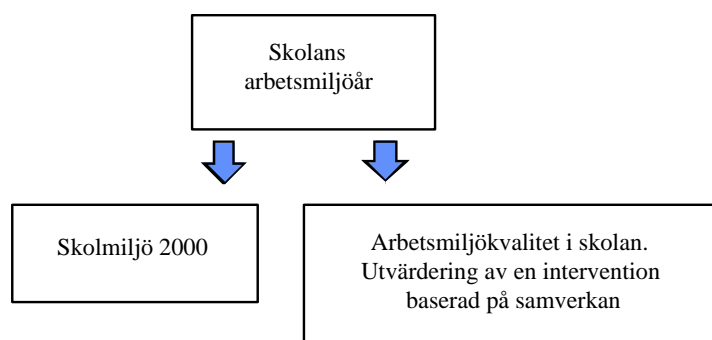 Skolans
arbetsmiljöår
Skolmiljö 2000
Arbetsmiljökvalitet i skolan.
Utvärdering av en intervention
baserad på samverkan